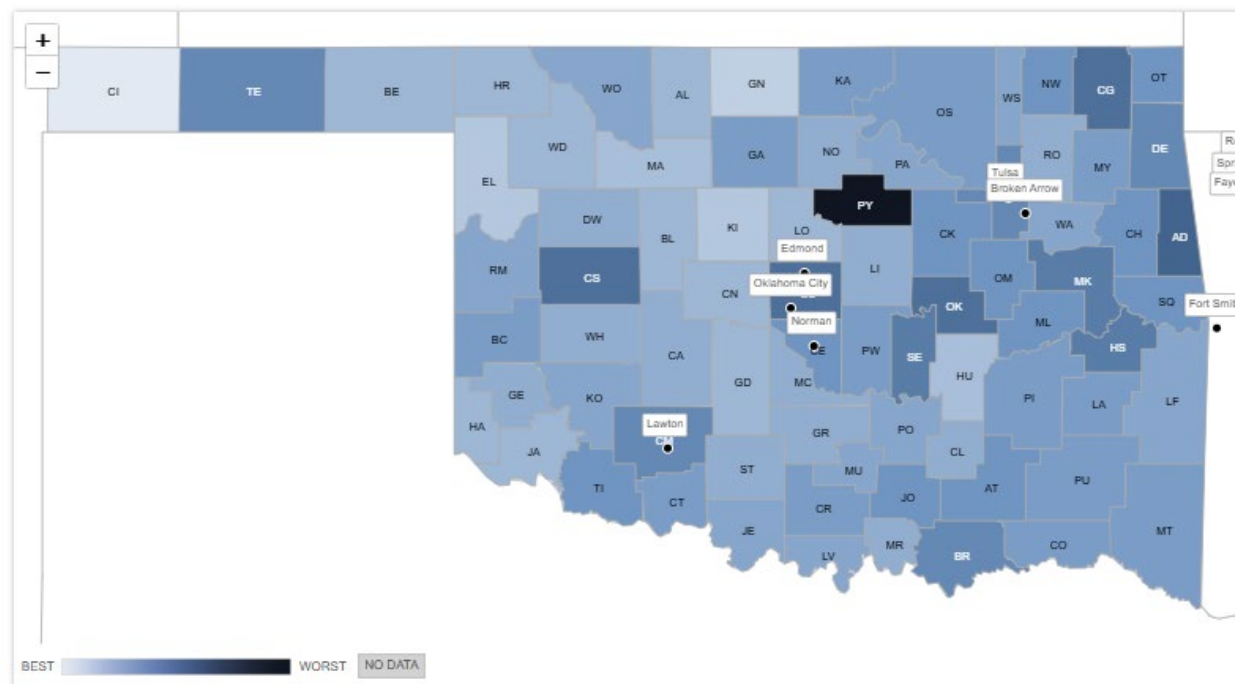 +
−
CI
TE
BE
HR
WO
AL
GN
KA
OS
WS
NW
CG
OT
WD
MA
GA
NO
PA
RO
MY
DE
EL
Tulsa
Broken Arrow
DW
BL
KI
LO
PY
CK
WA
CH
AD
Edmond
RM
CS
CN
Oklahoma City
LI
OM
MK
SQ
OK
Fort Smit
Norman
BC
WH
CA
CE
PW
SE
ML
HS
GE
KO
GD
MC
HU
PI
LA
LF
HA
Lawton
CM
GR
PO
JA
ST
MU
CL
TI
CT
CR
JO
AT
PU
JE
LV
MR
BR
CO
MT
Spr
Faye
BEST
WORST
NO DATA